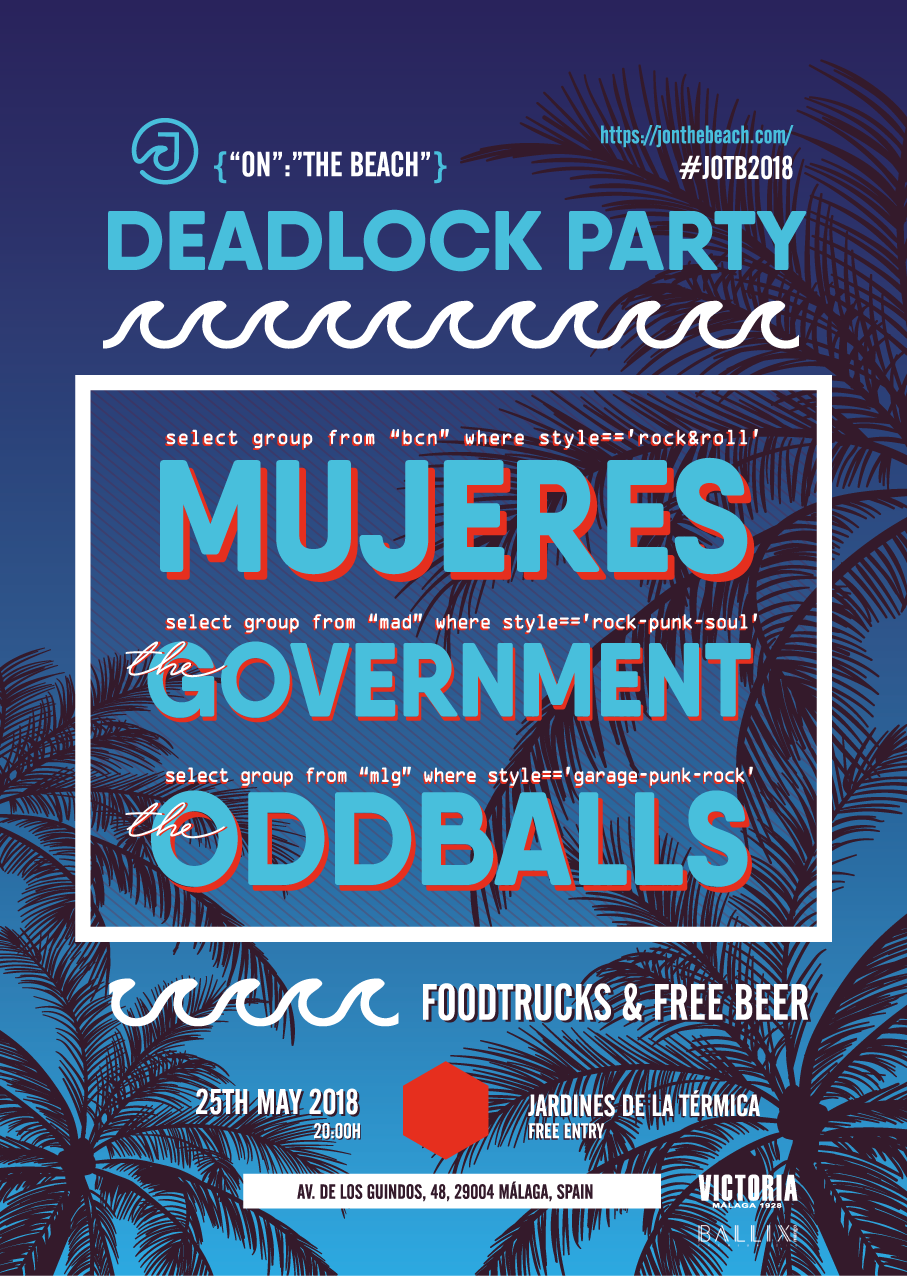 J
{“ON”:”THE BEACH”}
https://jonthebeach.com/
#JOTB2018
DEADLOCK PARTY
select group from “bcn” where style=='rock&roll'
MUJERES
select group from “mad” where style=='rock-punk-soul'
the GOVERNMENT
select group from “mlg” where style=='garage-punk-rock'
the ODDBALLS
FOODTRUCKS & FREE BEER
25TH MAY 2018
20:00H
JARDINES DE LA TÉRMICA
FREE ENTRY
AV. DE LOS GUINDOS, 48, 29004 MÁLAGA, SPAIN
VICTORIA
MÁLAGA 1928
BALLIX